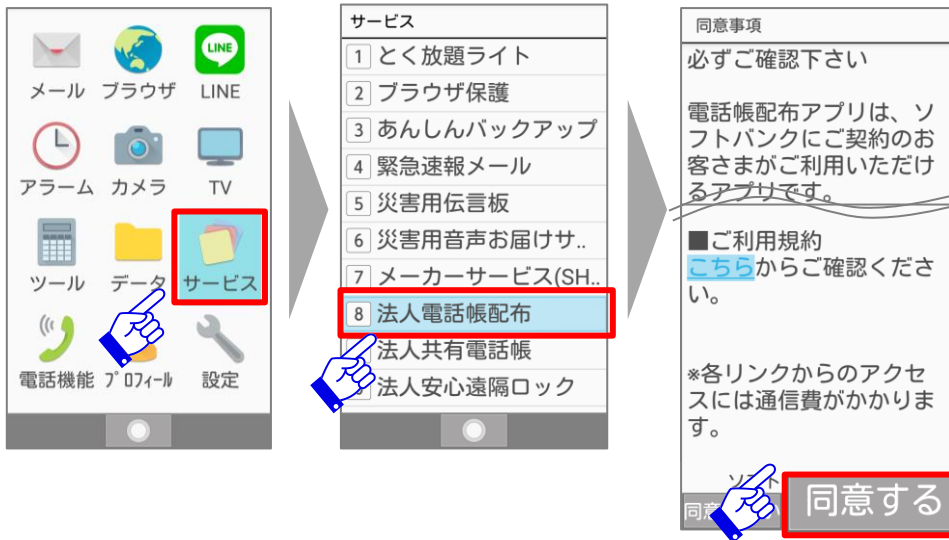 LINE
メール ブラウザ LINE
アラーム カメラ TV
ツール データ サービス
電話機能 プロフィール 設定
サービス
1 とく放題ライト
2 ブラウザ保護
3 あんしんバックアップ
4 緊急速報メール
5 災害用伝言板
6 災害用音声お届けサ..
7 メーカーサービス(SH..
8 法人電話帳配布
法人共有電話帳
法人安心遠隔ロック
同意事項
必ずご確認下さい
電話帳配布アプリは、ソ
フトバンクにご契約のお
客さまがご利用いただけ
るアプリです。
■ご利用規約
こちらからご確認くださ
い。
*各リンクからのアクセ
スには通信費がかかりま
す。
同意する